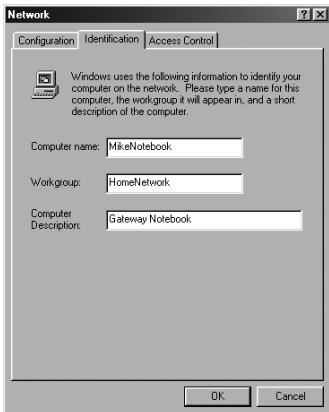 Network
Configuration Identification Access Control
Windows uses the following information to identify your
computer on the network. Please type a name for this
computer, the workgroup it will appear in, and a short
description of the computer.
Computer name: MikeNotebook
Workgroup: HomeNetwork
Computer
Description: Gateway Notebook
OK Cancel